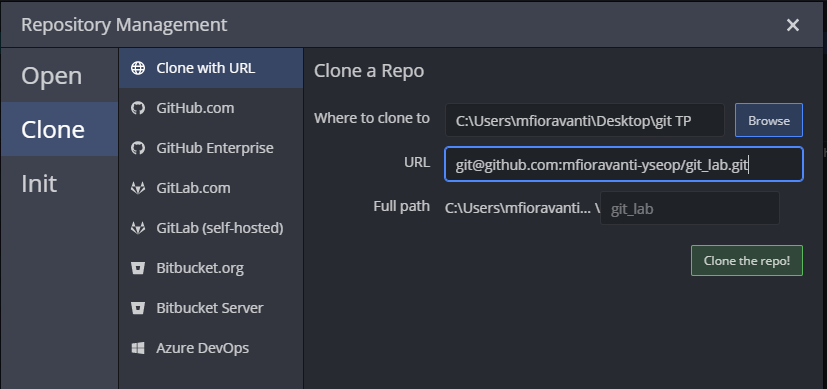 Repository Management
Open
Clone
Init
Clone with URL
GitHub.com
GitHub Enterprise
GitLab.com
GitLab (self-hosted)
Bitbucket.org
Bitbucket Server
Azure DevOps
Clone a Repo
Where to clone to C:\Users\mfioravanti\Desktop\git TP Browse
URL git@github.com:mfioravanti-yseop/git_lab.git
Full path C:\Users\mfioravanti... \ git_lab
Clone the repo!